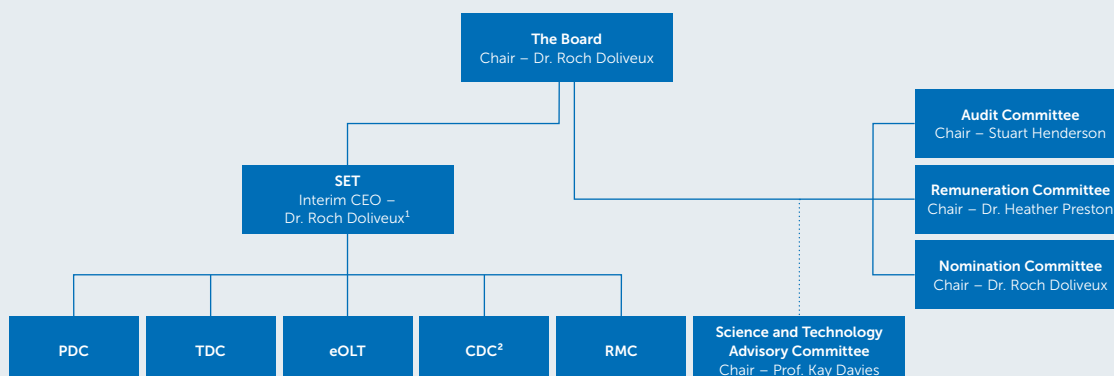 The Board
Chair – Dr. Roch Doliveux
Audit Committee
Chair – Stuart Henderson
SET
Interim CEO –
Dr. Roch Doliveux¹
Remuneration Committee
Chair – Dr. Heather Preston
Nomination Committee
Chair – Dr. Roch Doliveux
PDC
TDC
eOLT
CDC²
RMC
Science and Technology
Advisory Committee
Chair – Prof. Kay Davies